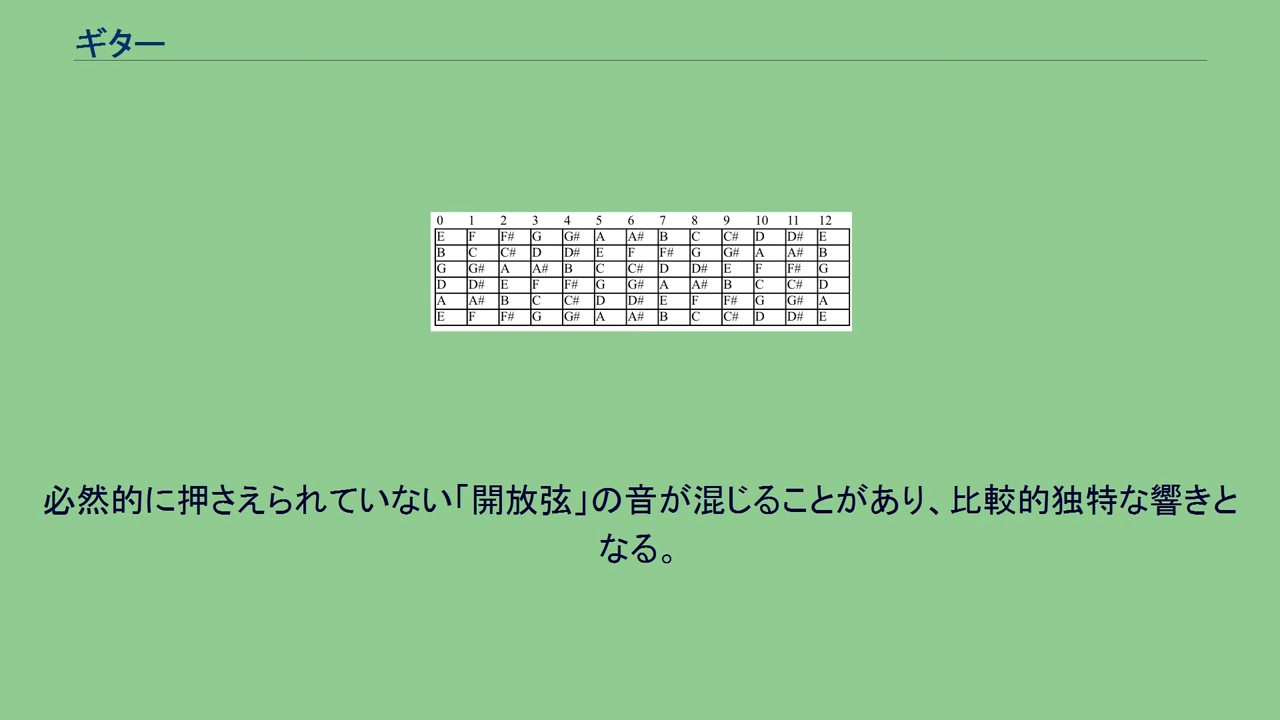 ギター
0 1 2 3 4 5 6 7 8 9 10 11 12
E F F# G G# A A# B C C# D D# E
B C C# D D# E F F# G G# A A# B
G G# A A# B C C# D D# E F F# G
D D# E F F# G G# A A# B C C# D
A A# B C C# D D# E F F# G G# A
E F F# G G# A A# B C C# D D# E
必然的に押さえられていない「開放弦」の音が混じることがあり、比較的独特な響きと
なる。